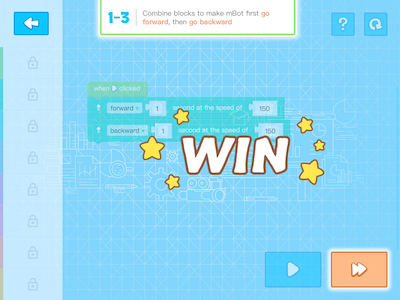 1-3 Combine blocks to make mBot first go
forward, then go backward
?
when clicked
forward 1 second at the speed of 150
backward 1 second at the speed of 150
WIN